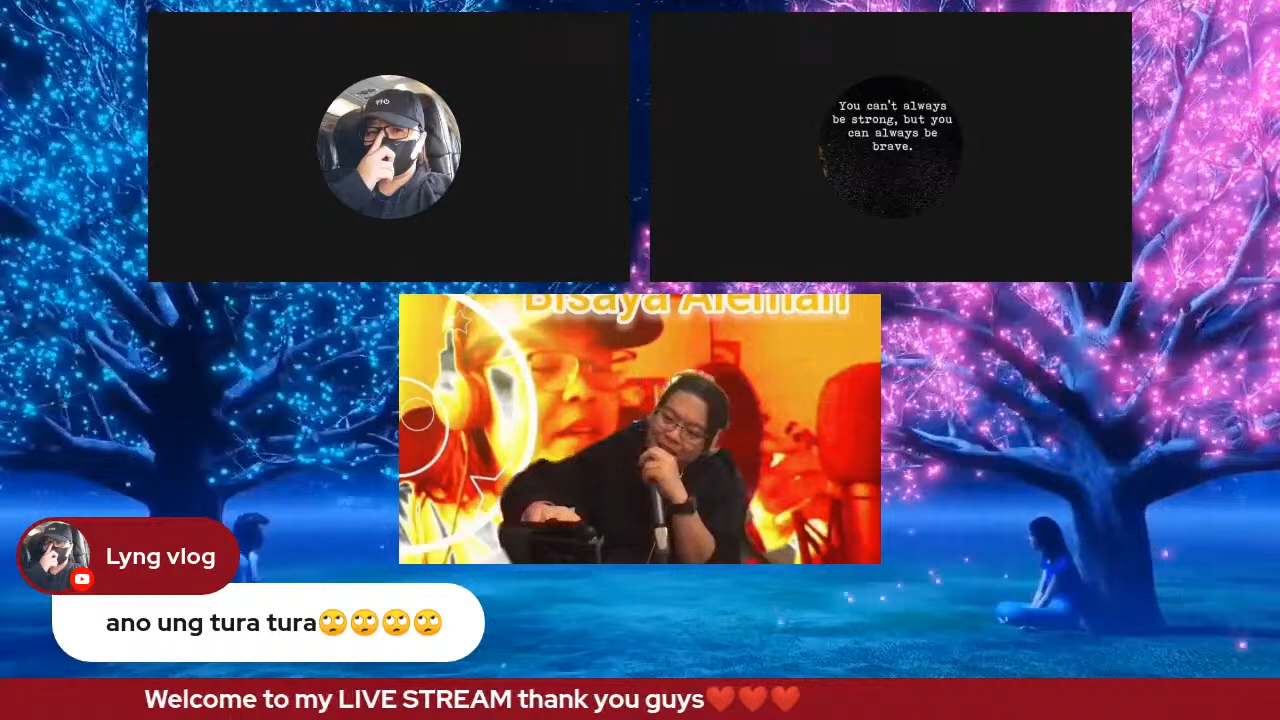 You can't always
be strong, but you
can always be
brave.
Bisaya Aleman
Lyng vlog
ano ung tura tura🙄🙄🙄🙄
Welcome to my LIVE STREAM thank you guys❤️❤️❤️